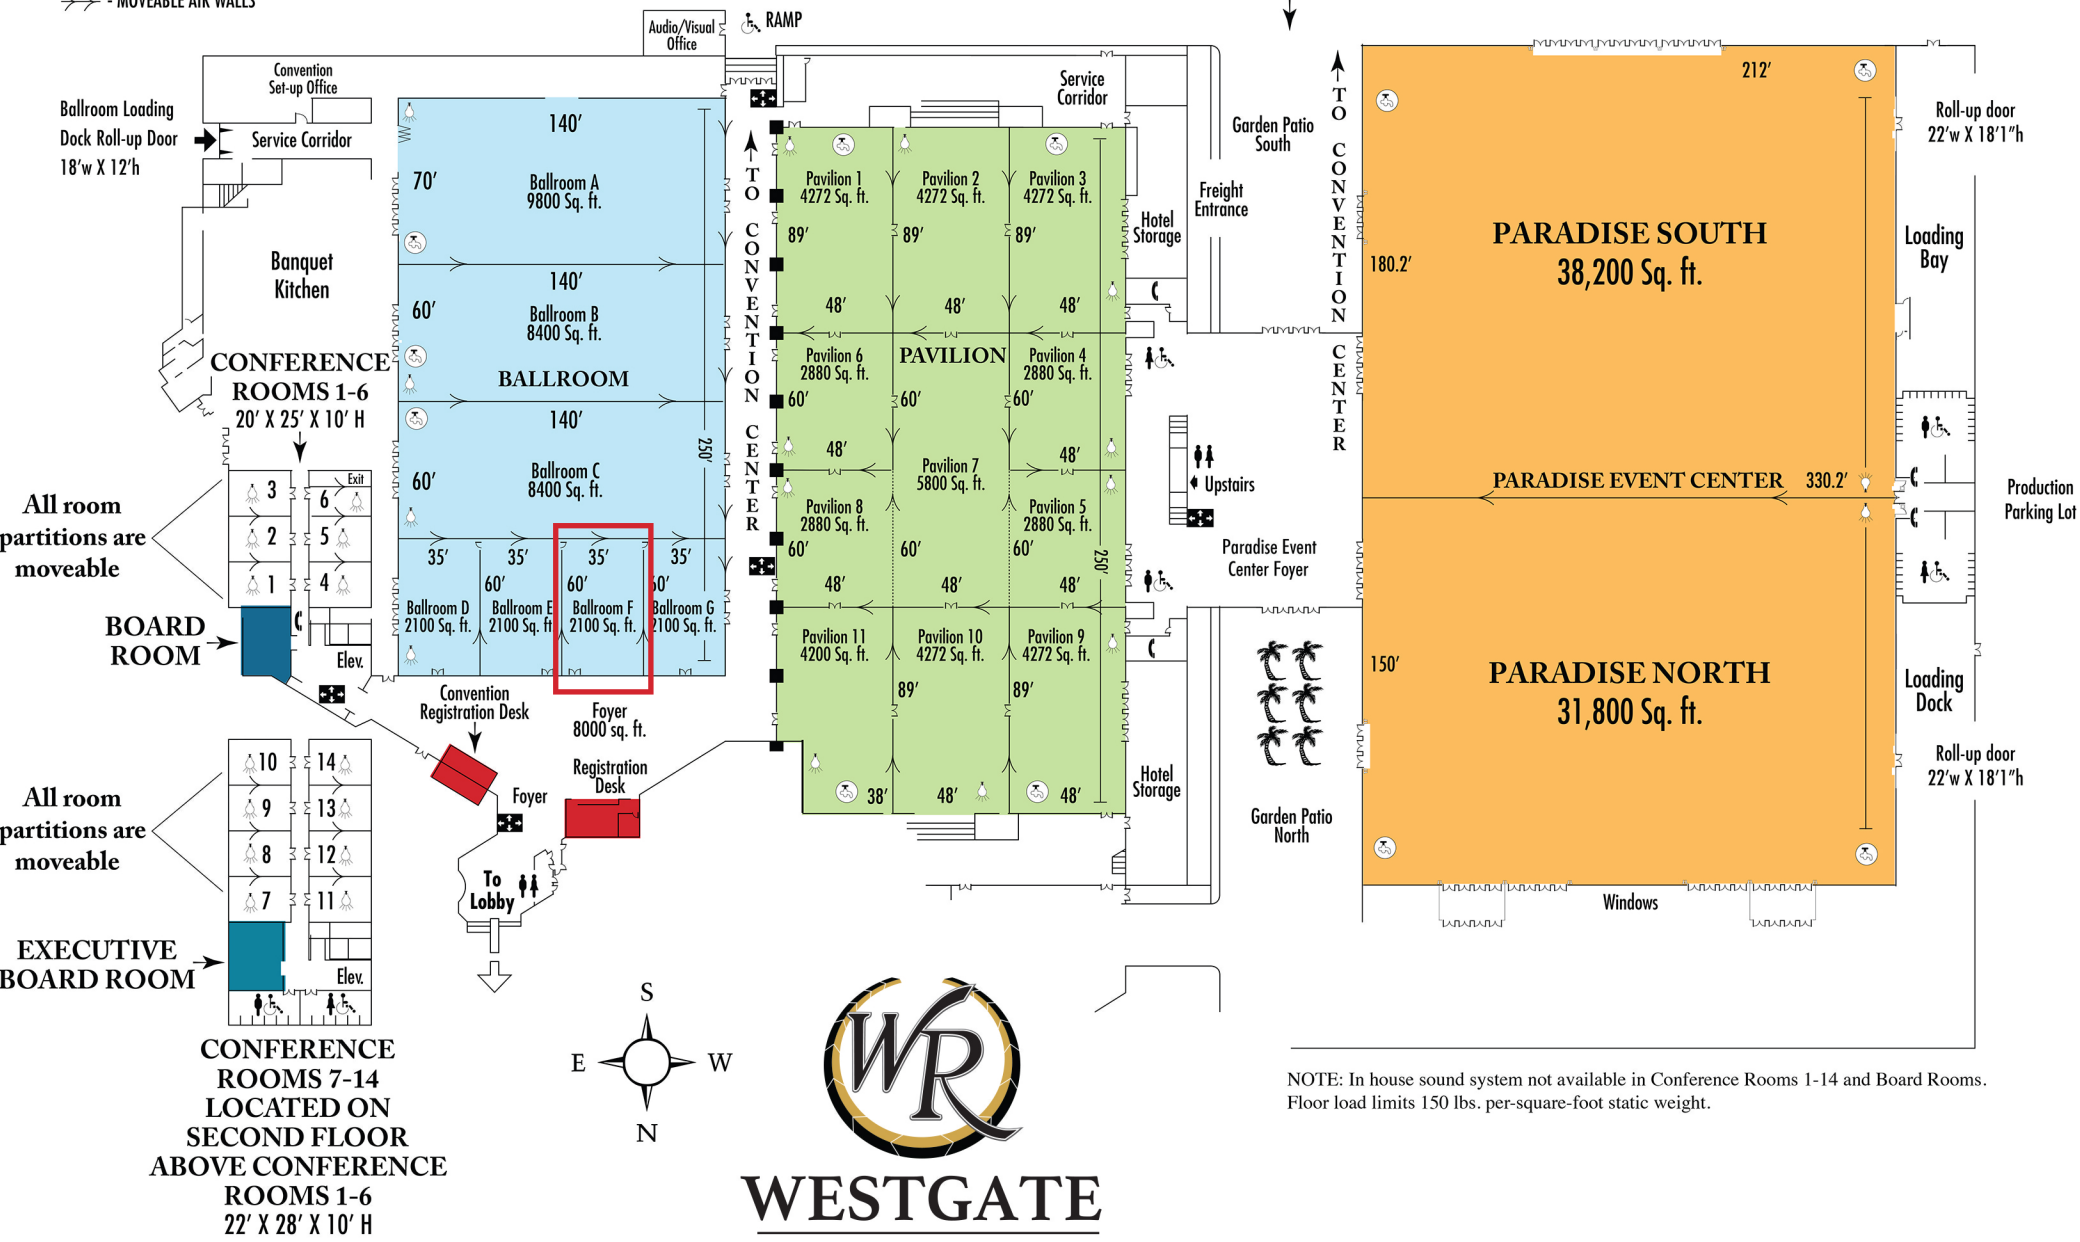 - MOVEABLE AIR WALLS
Audio/Visual
Office
RAMP
Convention
Set-up Office
Ballroom Loading
Dock Roll-up Door
18'w X 12'h
Service Corridor
Banquet
Kitchen
CONFERENCE
ROOMS 1-6
20' X 25' X 10' H
All room
partitions are
moveable
3
2
1
Exit
6
5
4
BOARD
ROOM
Elev.
140'
70'
Ballroom A
9800 Sq. ft.
140'
60'
Ballroom B
8400 Sq. ft.
BALLROOM
140'
60'
Ballroom C
8400 Sq. ft.
250'
35'
35'
35'
35'
60'
60'
60'
Ballroom D
2100 Sq. ft.
Ballroom E
2100 Sq. ft.
Ballroom F
2100 Sq. ft.
Ballroom G
2100 Sq. ft.
TO CONVENTION CENTER
Convention
Registration Desk
Foyer
8000 sq. ft.
Registration
Desk
Foyer
To
Lobby
All room
partitions are
moveable
10
9
8
7
14
13
12
11
EXECUTIVE
BOARD ROOM
Elev.
CONFERENCE
ROOMS 7-14
LOCATED ON
SECOND FLOOR
ABOVE CONFERENCE
ROOMS 1-6
22' X 28' X 10' H
S
E
W
N
Service
Corridor
Pavilion 1
4272 Sq. ft.
Pavilion 2
4272 Sq. ft.
Pavilion 3
4272 Sq. ft.
89'
89'
89'
48'
48'
48'
Pavilion 6
2880 Sq. ft.
PAVILION
Pavilion 4
2880 Sq. ft.
60'
60'
60'
48'
48'
Pavilion 7
5800 Sq. ft.
Pavilion 8
2880 Sq. ft.
Pavilion 5
2880 Sq. ft.
60'
60'
60'
250'
48'
48'
48'
Pavilion 11
4200 Sq. ft.
Pavilion 10
4272 Sq. ft.
Pavilion 9
4272 Sq. ft.
89'
89'
38'
48'
48'
Hotel
Storage
Freight
Entrance
Garden Patio
South
Upstairs
Paradise Event
Center Foyer
Hotel
Storage
Garden Patio
North
TO CONVENTION CENTER
212'
180.2'
PARADISE SOUTH
38,200 Sq. ft.
PARADISE EVENT CENTER
330.2'
150'
PARADISE NORTH
31,800 Sq. ft.
Windows
Roll-up door
22'w X 18'1"h
Loading
Bay
Production
Parking Lot
Loading
Dock
Roll-up door
22'w X 18'1"h
NOTE: In house sound system not available in Conference Rooms 1-14 and Board Rooms.
Floor load limits 150 lbs. per-square-foot static weight.
WR
WESTGATE